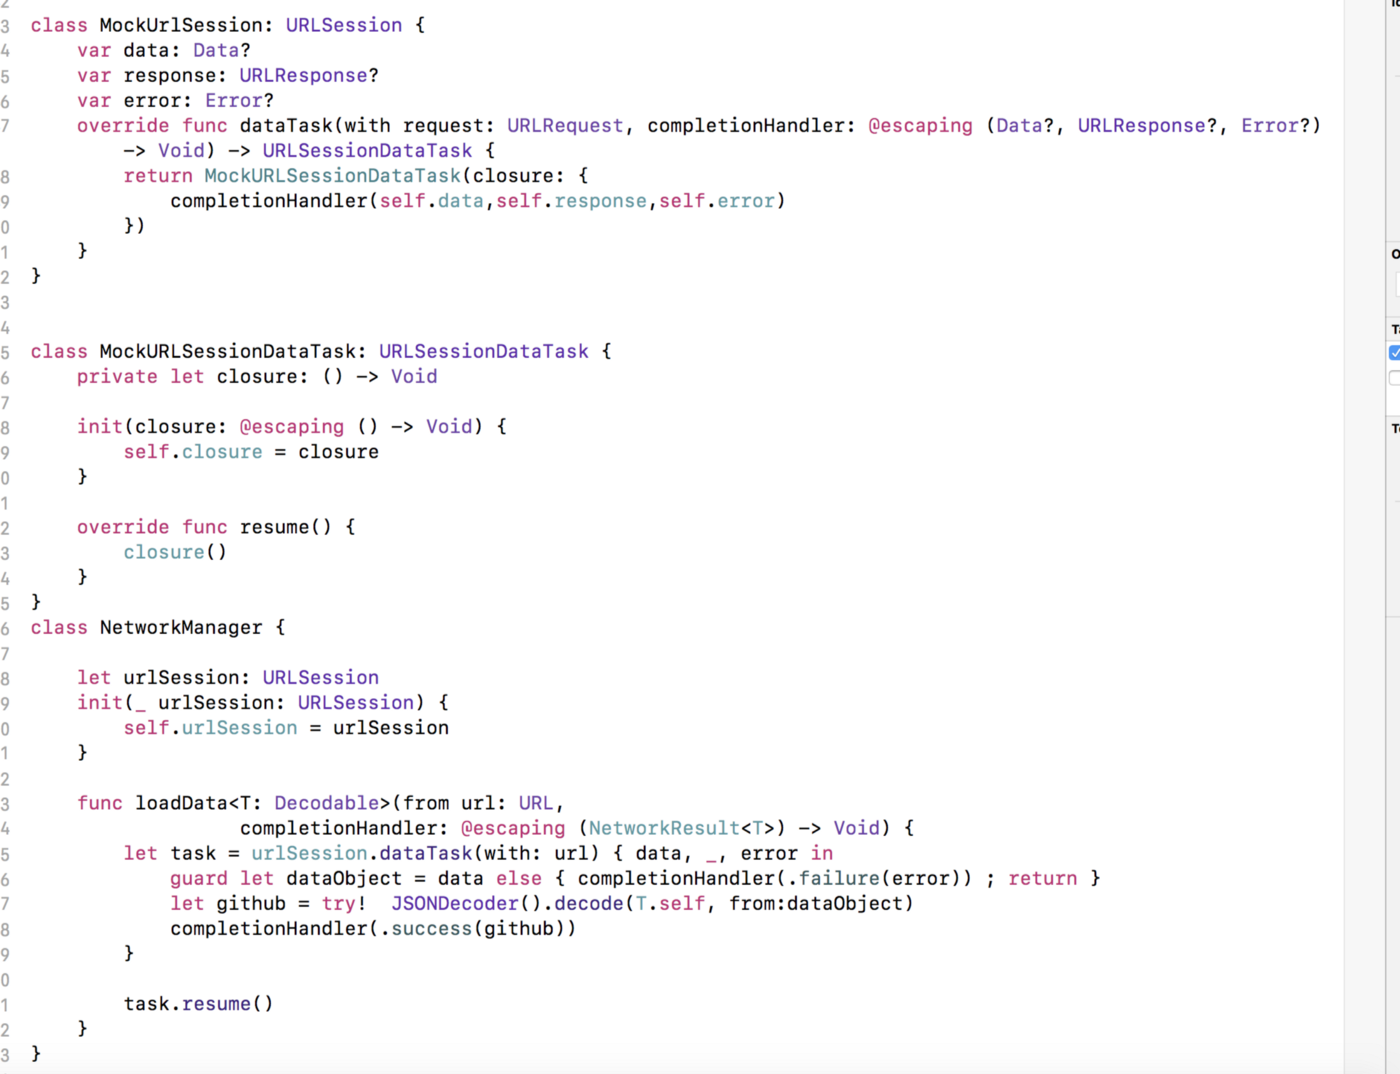 2
3 class MockUrlSession: URLSession {
4 var data: Data?
5 var response: URLResponse?
6 var error: Error?
7 override func dataTask(with request: URLRequest, completionHandler: @escaping (Data?, URLResponse?, Error?)
-> Void) -> URLSessionDataTask {
8 return MockURLSessionDataTask(closure: {
9 completionHandler(self.data,self.response,self.error)
0 })
1 }
2 }
3
4
5 class MockURLSessionDataTask: URLSessionDataTask {
6 private let closure: () -> Void
7
8 init(closure: @escaping () -> Void) {
9 self.closure = closure
0 }
1
2 override func resume() {
3 closure()
4 }
5 }
6 class NetworkManager {
7
8 let urlSession: URLSession
9 init(_ urlSession: URLSession) {
0 self.urlSession = urlSession
1 }
2
3 func loadData<T: Decodable>(from url: URL,
4 completionHandler: @escaping (NetworkResult<T>) -> Void) {
5 let task = urlSession.dataTask(with: url) { data, _, error in
6 guard let dataObject = data else { completionHandler(.failure(error)) ; return }
7 let github = try! JSONDecoder().decode(T.self, from:dataObject)
8 completionHandler(.success(github))
9 }
0
1 task.resume()
2 }
3 }